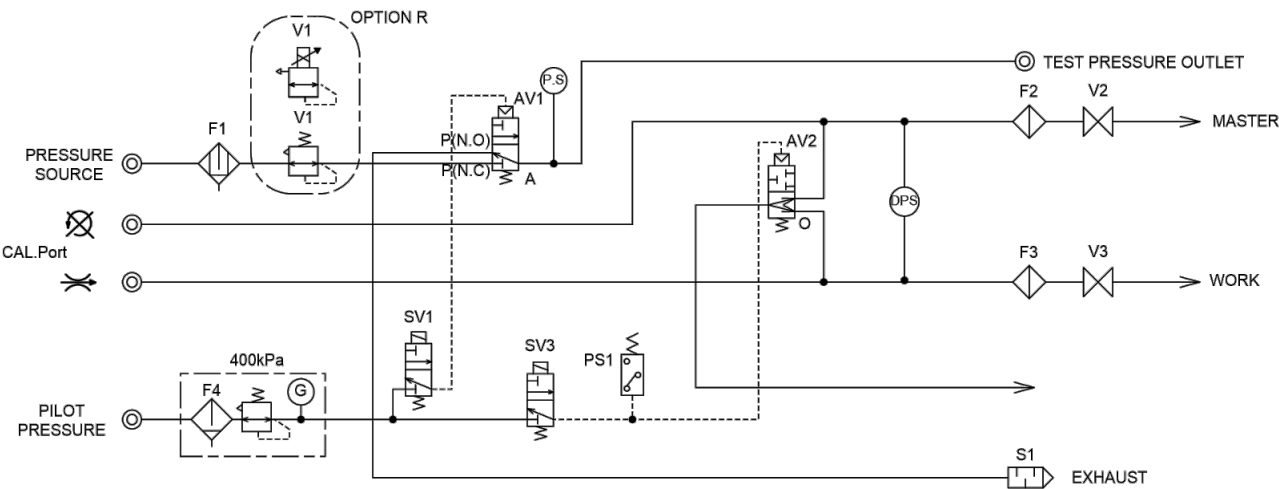 OPTION R
V1
V1
F1
P.S
AV1
P(N.O)
P(N.C)
A
PRESSURE
SOURCE
TEST PRESSURE OUTLET
F2
V2
MASTER
AV2
O
DPS
CAL.Port
F3
V3
WORK
SV1
SV3
PS1
400kPa
F4
G
PILOT
PRESSURE
S1
EXHAUST